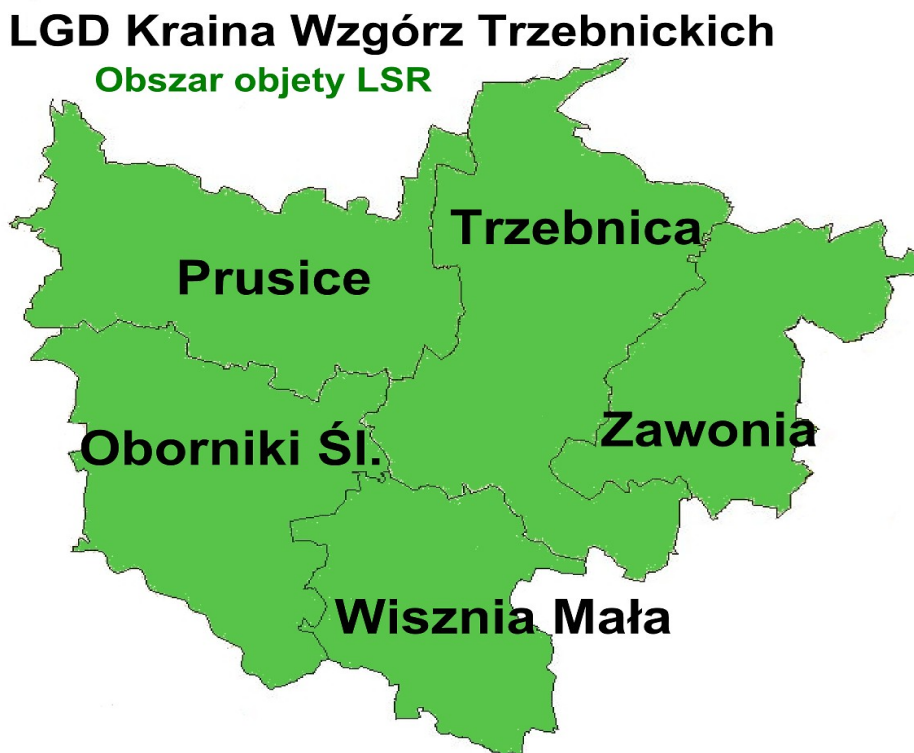 LGD Kraina Wzgórz Trzebnickich
Obszar objety LSR
Trzebnica
Prusice
Zawonia
Oborniki Śl.
Wisznia Mała